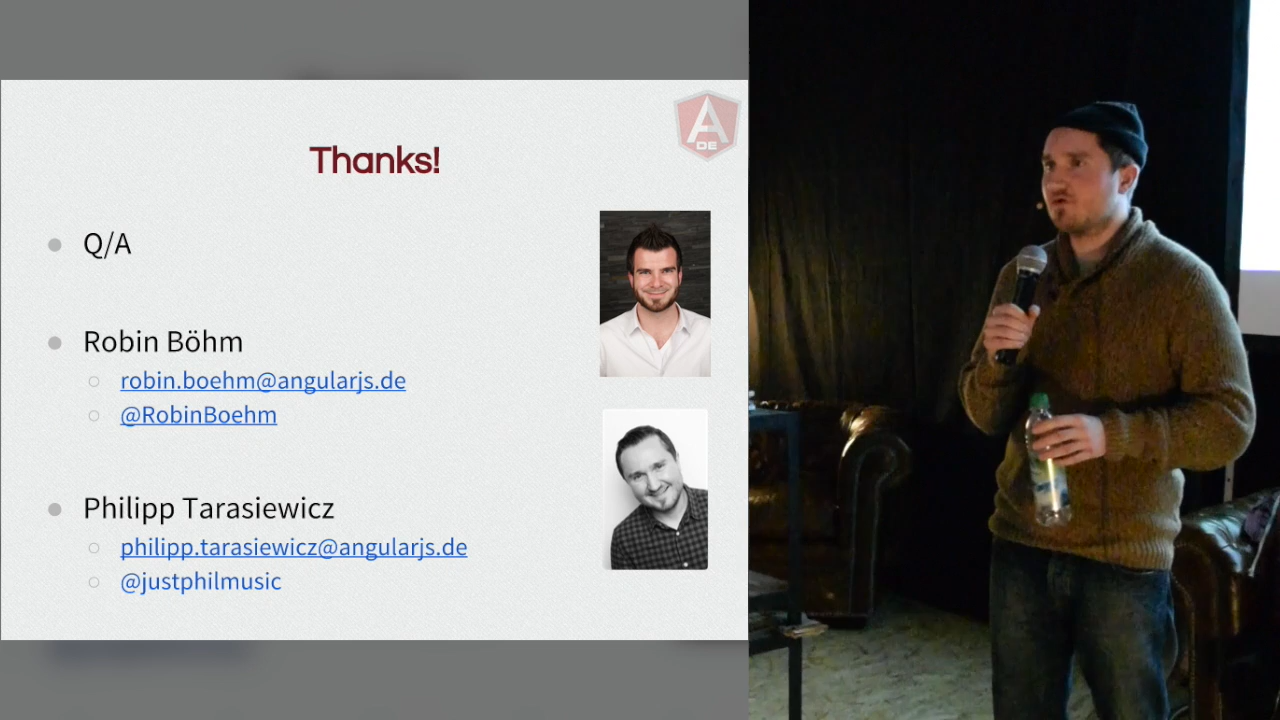 A
DE
Thanks!
Q/A
Robin Böhm
robin.boehm@angularjs.de
@RobinBoehm
Philipp Tarasiewicz
philipp.tarasiewicz@angularjs.de
@justphilmusic